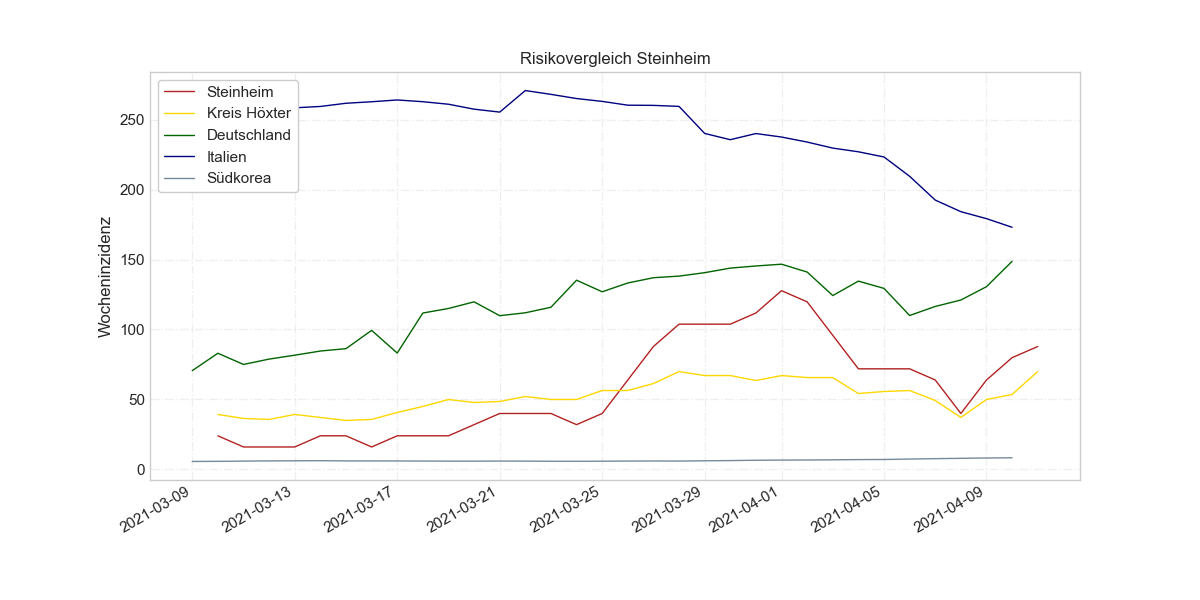 Risikovergleich Steinheim
Steinheim
Kreis Höxter
Deutschland
Italien
Südkorea
Wocheninzidenz
250
200
150
100
50
0
2021-03-09
2021-03-13
2021-03-17
2021-03-21
2021-03-25
2021-03-29
2021-04-01
2021-04-05
2021-04-09